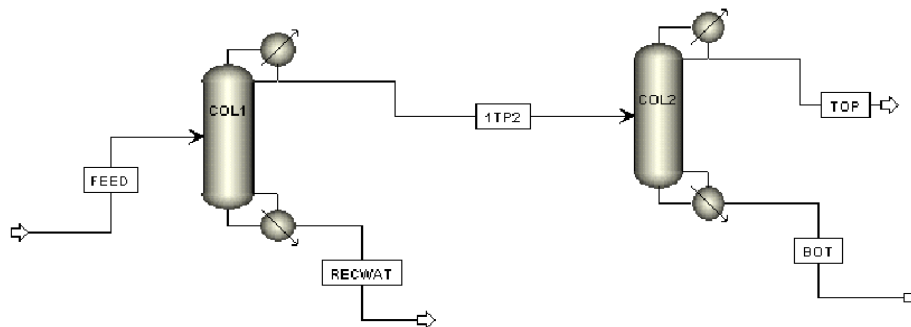 COL1
COL2
1TP2
TOP
FEED
BOT
RECWAT